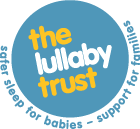 the
lullaby
trust
safer sleep for babies – support for families